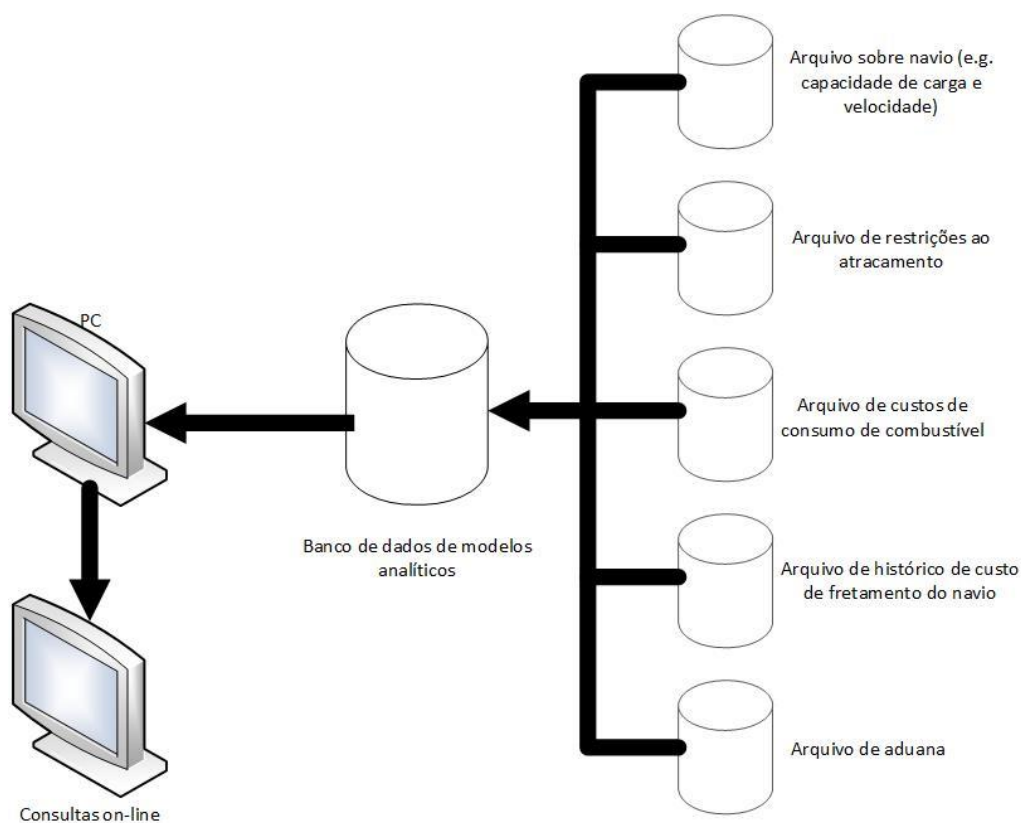 Arquivo sobre navio (e.g.
capacidade de carga e
velocidade)
Arquivo de restrições ao
atracamento
PC
Arquivo de custos de
consumo de combustível
Banco de dados de modelos
analíticos
Arquivo de histórico de custo
de fretamento do navio
Arquivo de aduana
Consultas on-line